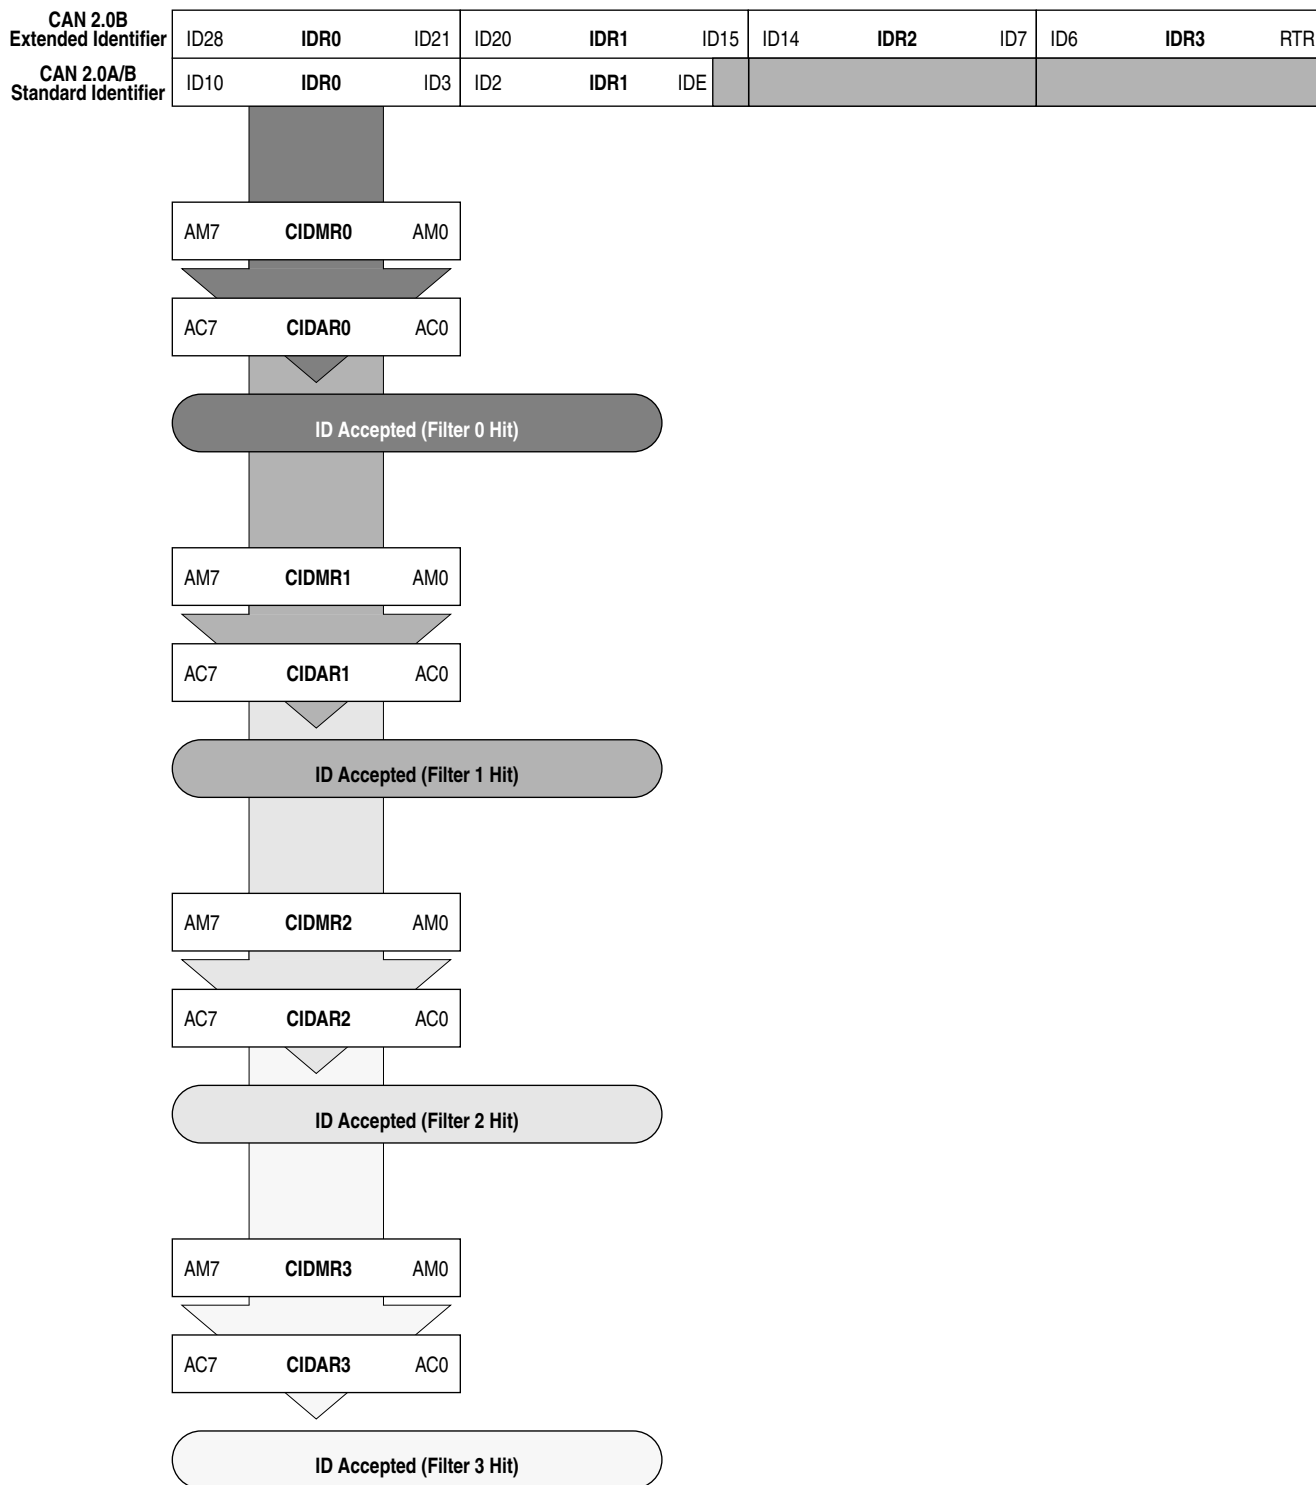 CAN 2.0B
Extended Identifier ID28 IDR0 ID21 ID20 IDR1 ID15 ID14 IDR2 ID7 ID6 IDR3 RTR
CAN 2.0A/B
Standard Identifier ID10 IDR0 ID3 ID2 IDR1 IDE
AM7 CIDMR0 AM0
AC7 CIDAR0 AC0
ID Accepted (Filter 0 Hit)
AM7 CIDMR1 AM0
AC7 CIDAR1 AC0
ID Accepted (Filter 1 Hit)
AM7 CIDMR2 AM0
AC7 CIDAR2 AC0
ID Accepted (Filter 2 Hit)
AM7 CIDMR3 AM0
AC7 CIDAR3 AC0
ID Accepted (Filter 3 Hit)